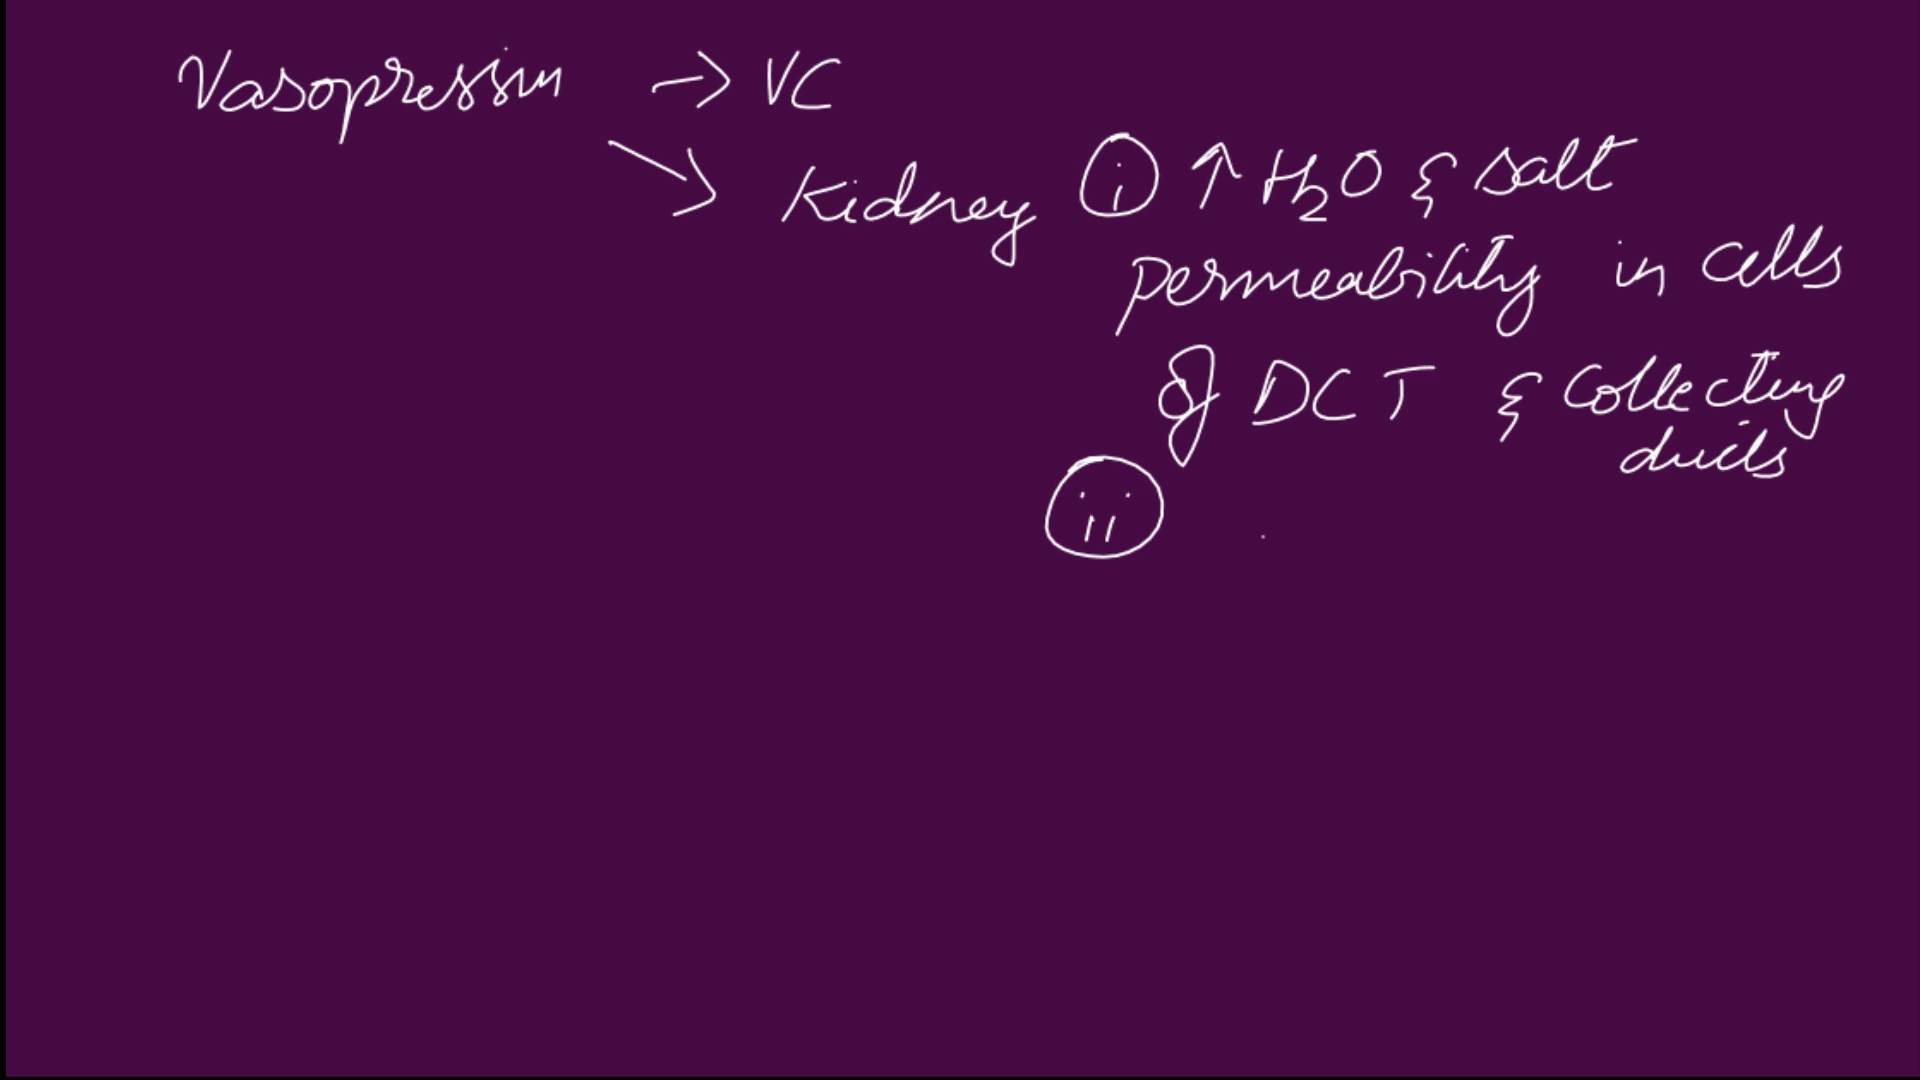 Vasopressin → VC
↘ Kidney (i) ↑ H2O & salt
permeability in cells
of DCT & Collecting
ducts
(ii)